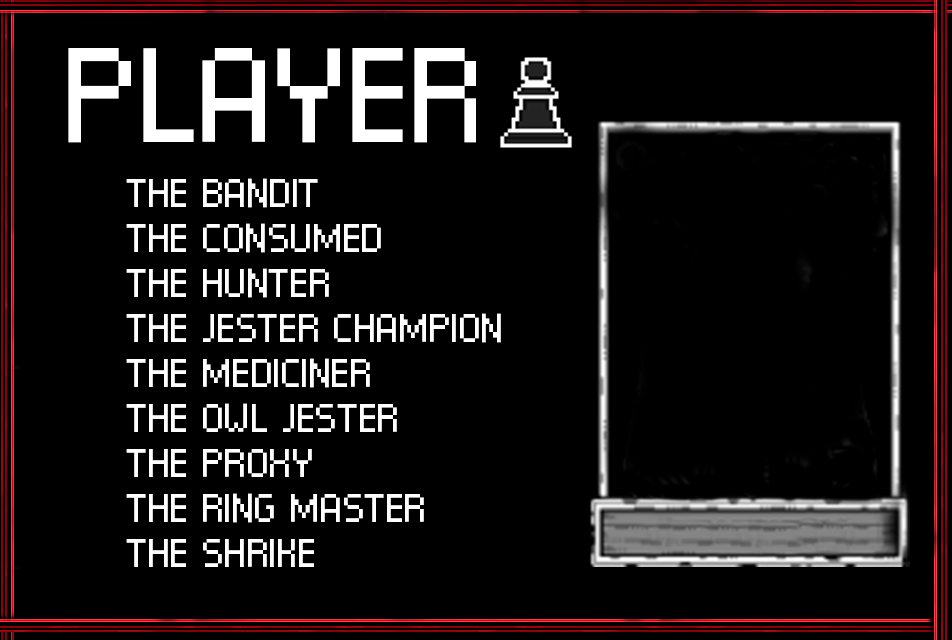 PLAYER
THE BANDIT
THE CONSUMED
THE HUNTER
THE JESTER CHAMPION
THE MEDICINER
THE OWL JESTER
THE PROXY
THE RING MASTER
THE SHRIKE